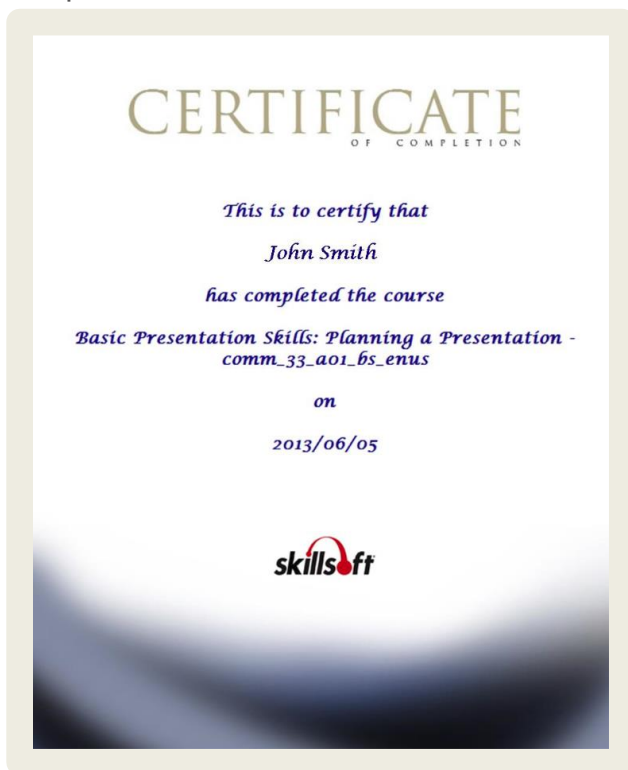 CERTIFICATE
OF COMPLETION
This is to certify that
John Smith
has completed the course
Basic Presentation Skills: Planning a Presentation -
comm_33_a01_bs_enus
on
2013/06/05
skillsoft